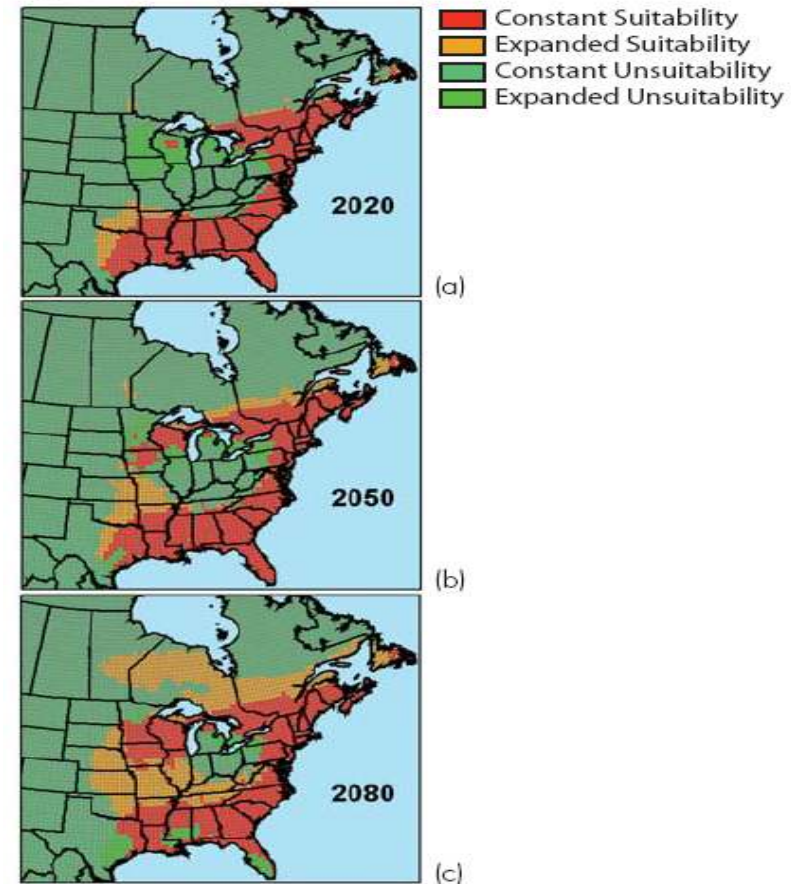 Constant Suitability
Expanded Suitability
Constant Unsuitability
Expanded Unsuitability
2020
(a)
2050
(b)
2080
(c)